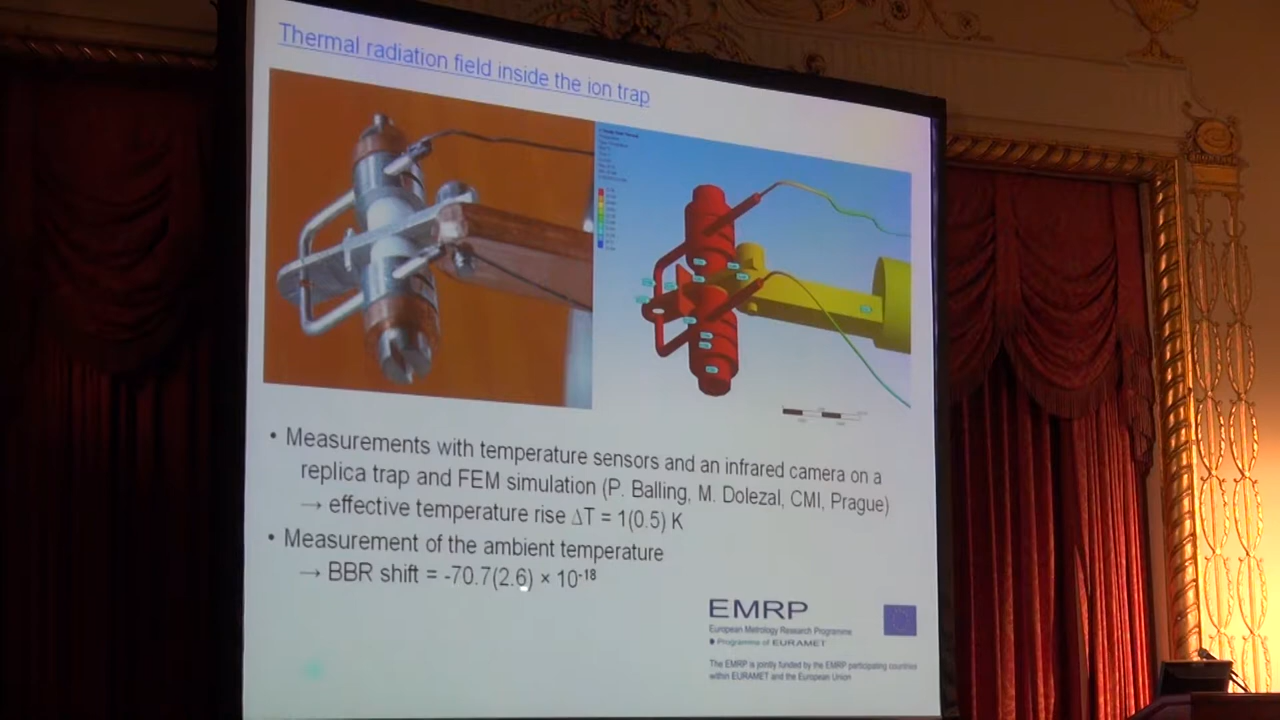 Thermal radiation field inside the ion trap
• Measurements with temperature sensors and an infrared camera on a
replica trap and FEM simulation (P. Balling, M. Dolezal, CMI, Prague)
→ effective temperature rise ΔT = 1(0.5) K
• Measurement of the ambient temperature
→ BBR shift = -70.7(2.6) × 10⁻¹⁸
EMRP
European Metrology Research Programme
Programme of EURAMET
The EMRP is jointly funded by the EMRP participating countries
within EURAMET and the European Union